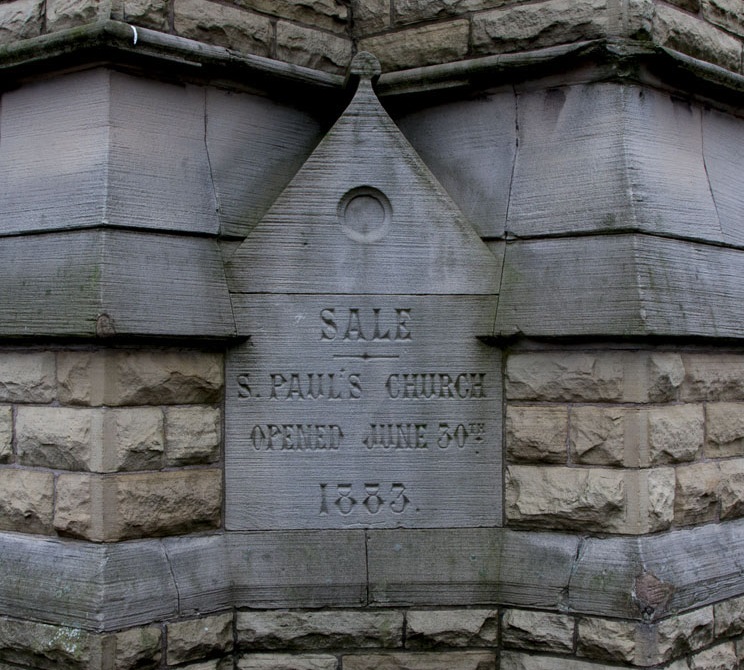 SALE
S. PAUL'S CHURCH
OPENED JUNE 30TH
1883.